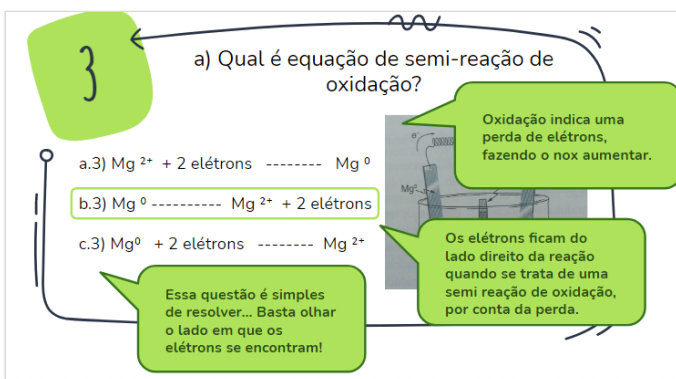 3
a) Qual é equação de semi-reação de
oxidação?
Oxidação indica uma
perda de elétrons,
fazendo o nox aumentar.
a.3) Mg ²⁺ + 2 elétrons -------- Mg ⁰
b.3) Mg ⁰ ---------- Mg ²⁺ + 2 elétrons
c.3) Mg⁰ + 2 elétrons -------- Mg ²⁺
e⁻
Mg⁰
Os elétrons ficam do
lado direito da reação
quando se trata de uma
semi reação de oxidação,
por conta da perda.
Essa questão é simples
de resolver... Basta olhar
o lado em que os
elétrons se encontram!